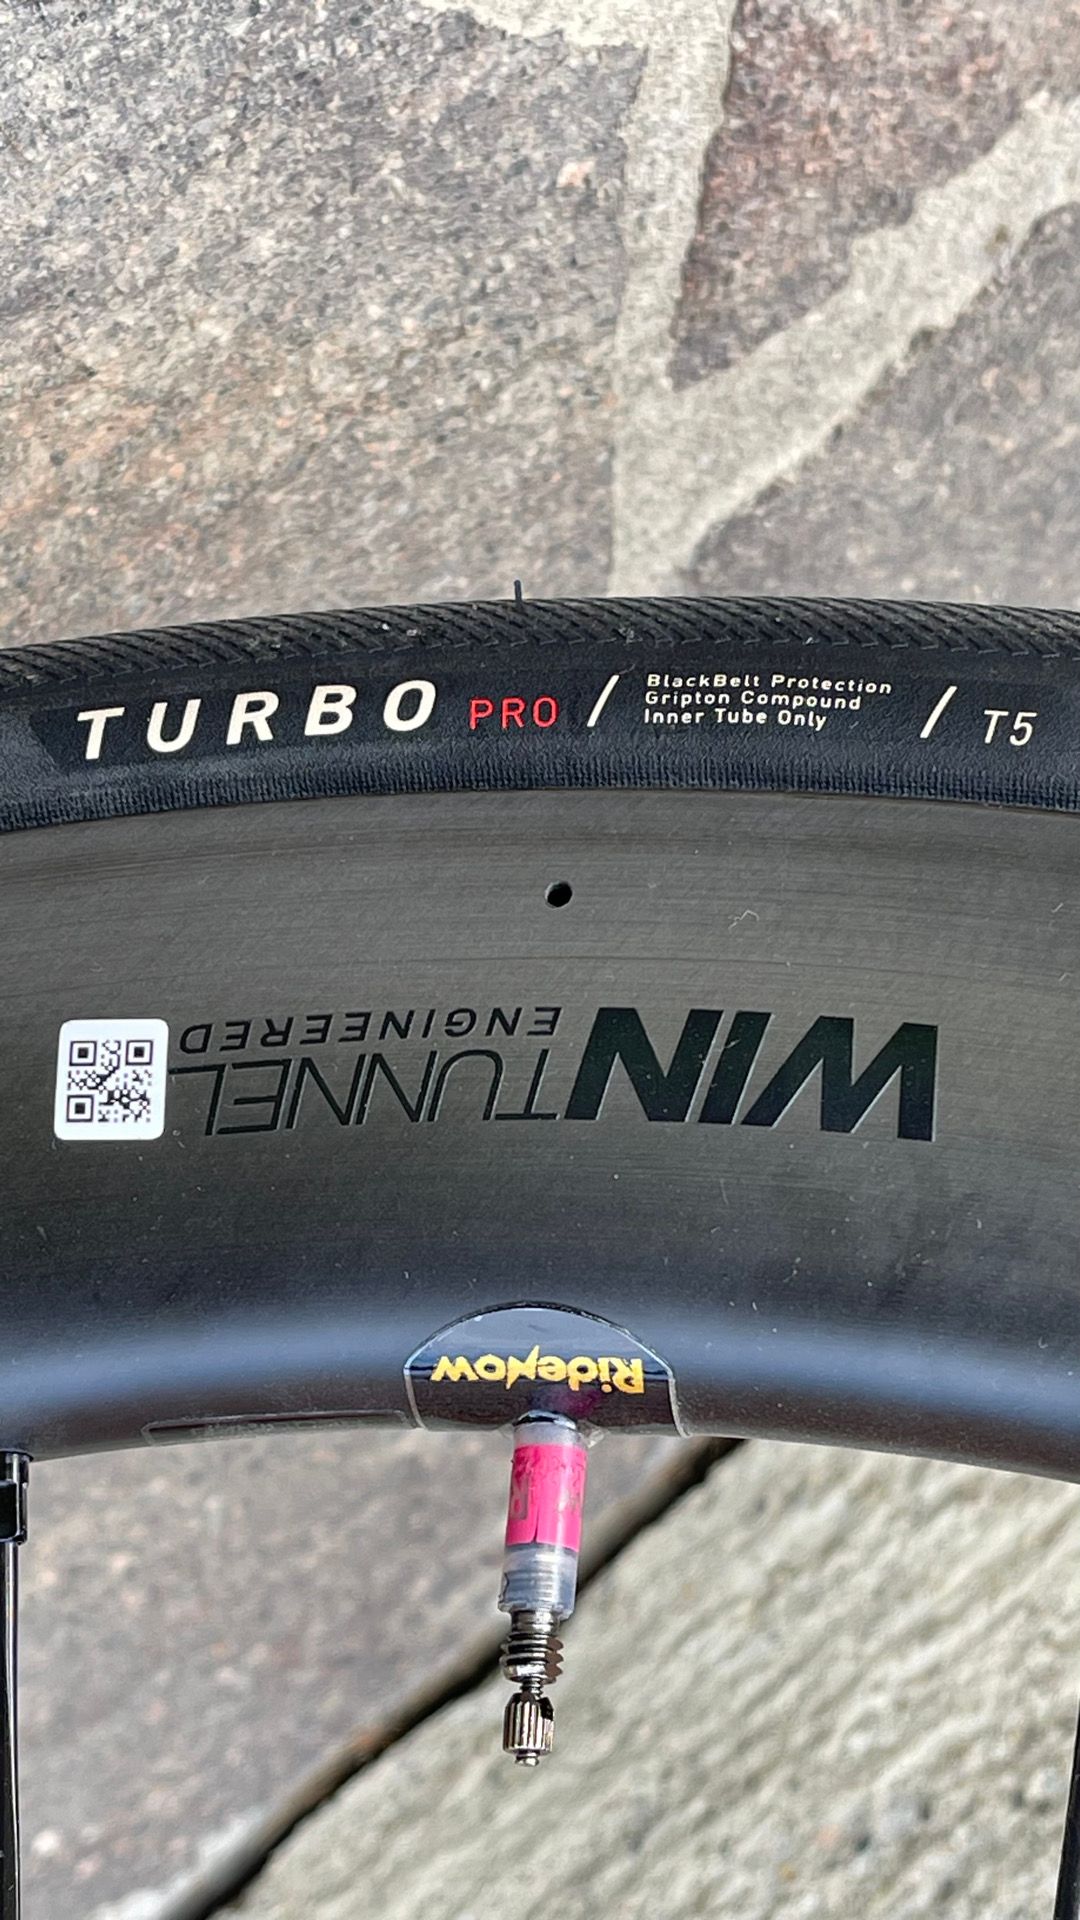 TURBO PRO / BlackBelt Protection
Gripton Compound
Inner Tube Only / T5
WIN TUNNEL
ENGINEERED
RideNow
R